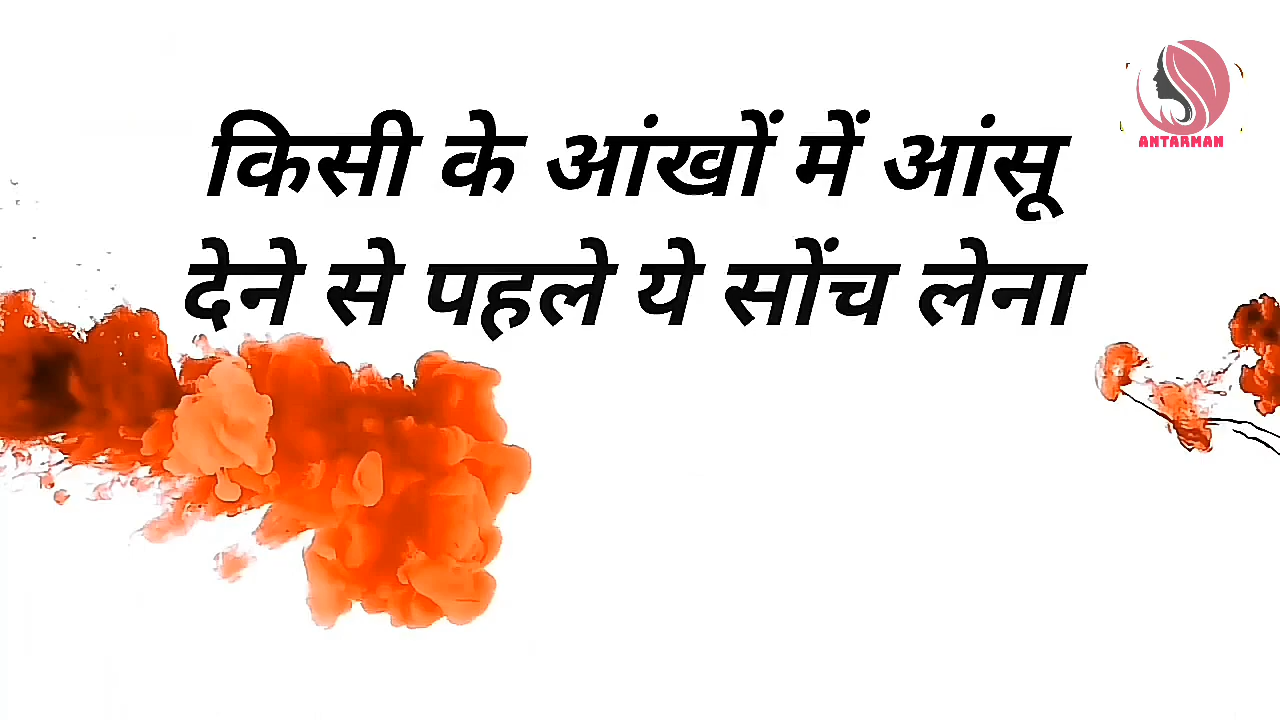 किसी के आंखों में आंसू
देने से पहले ये सोंच लेना
ANTARMAN